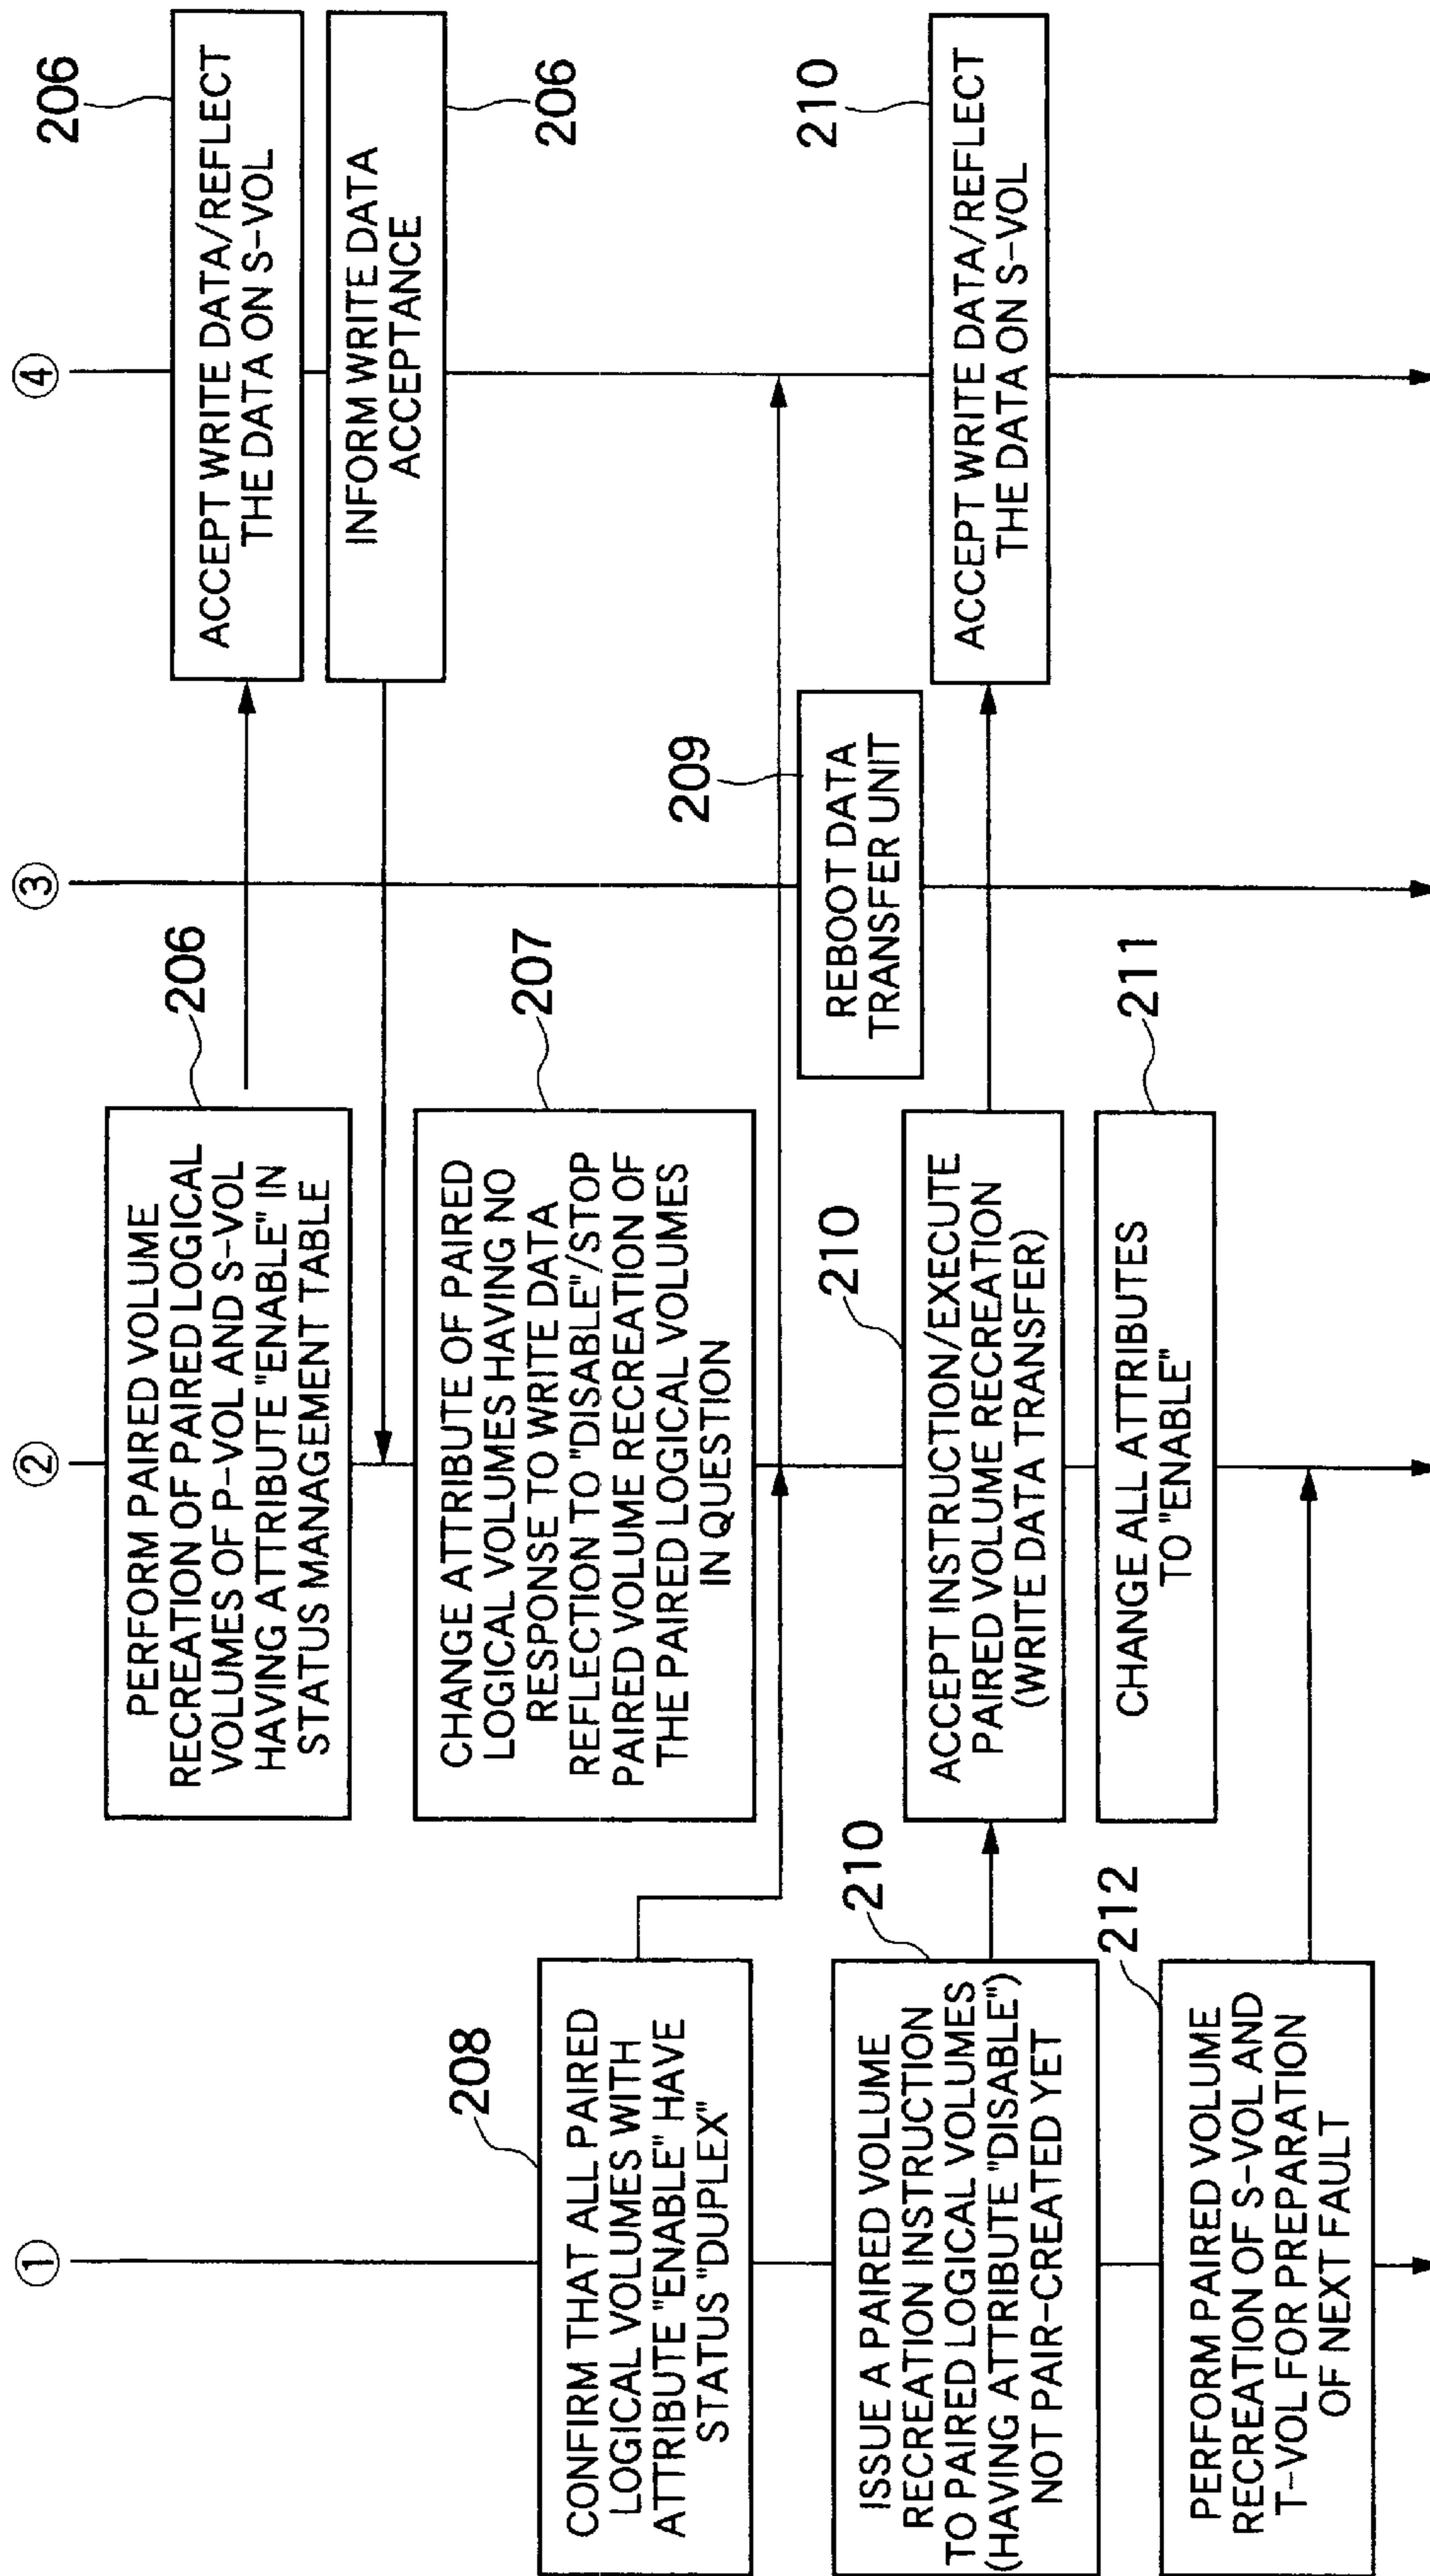 ①
②
③
④
206
PERFORM PAIRED VOLUME
RECREATION OF PAIRED LOGICAL
VOLUMES OF P-VOL AND S-VOL
HAVING ATTRIBUTE "ENABLE" IN
STATUS MANAGEMENT TABLE
206
ACCEPT WRITE DATA/REFLECT
THE DATA ON S-VOL
INFORM WRITE DATA
ACCEPTANCE
206
207
CHANGE ATTRIBUTE OF PAIRED
LOGICAL VOLUMES HAVING NO
RESPONSE TO WRITE DATA
REFLECTION TO "DISABLE"/STOP
PAIRED VOLUME RECREATION OF
THE PAIRED LOGICAL VOLUMES
IN QUESTION
208
CONFIRM THAT ALL PAIRED
LOGICAL VOLUMES WITH
ATTRIBUTE "ENABLE" HAVE
STATUS "DUPLEX"
209
REBOOT DATA
TRANSFER UNIT
210
ISSUE A PAIRED VOLUME
RECREATION INSTRUCTION
TO PAIRED LOGICAL VOLUMES
(HAVING ATTRIBUTE "DISABLE")
NOT PAIR-CREATED YET
210
ACCEPT INSTRUCTION/EXECUTE
PAIRED VOLUME RECREATION
(WRITE DATA TRANSFER)
210
ACCEPT WRITE DATA/REFLECT
THE DATA ON S-VOL
211
CHANGE ALL ATTRIBUTES
TO "ENABLE"
212
PERFORM PAIRED VOLUME
RECREATION OF S-VOL AND
T-VOL FOR PREPARATION
OF NEXT FAULT